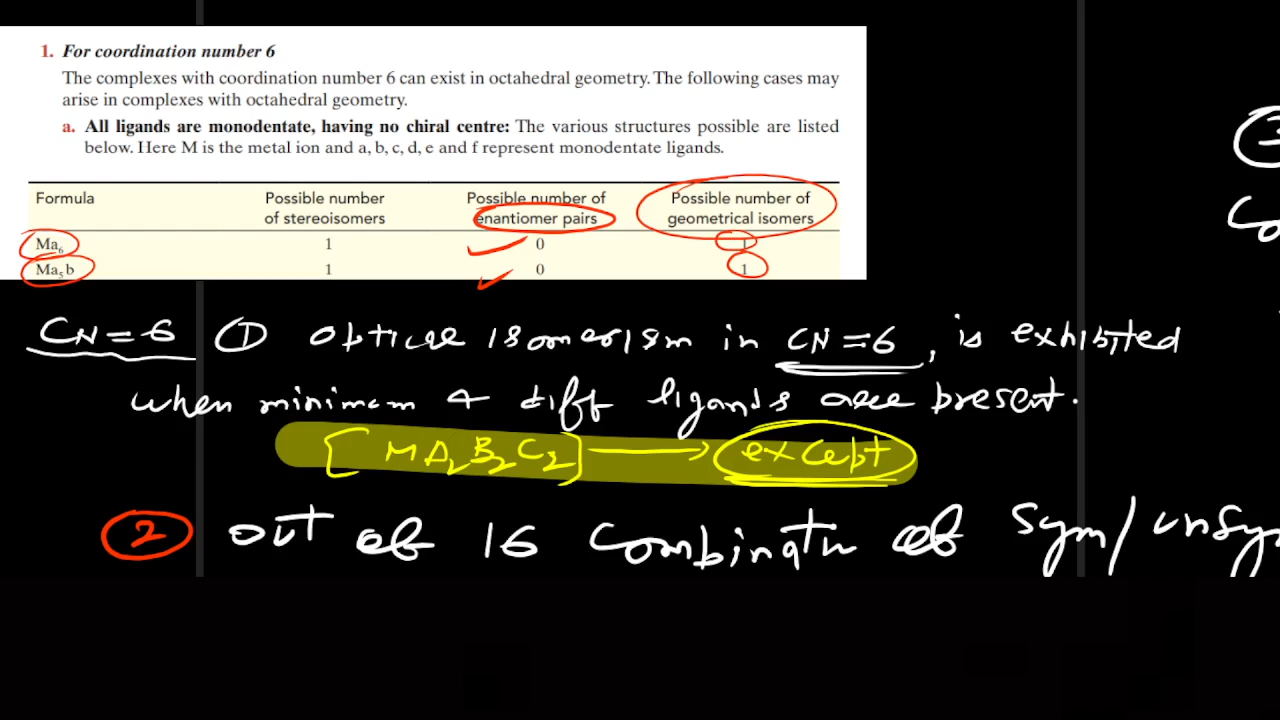 1. For coordination number 6
The complexes with coordination number 6 can exist in octahedral geometry. The following cases may
arise in complexes with octahedral geometry.
a. All ligands are monodentate, having no chiral centre: The various structures possible are listed
below. Here M is the metal ion and a, b, c, d, e and f represent monodentate ligands.
Formula Possible number of stereoisomers Possible number of enantiomer pairs Possible number of geometrical isomers
Ma₆ 1 0 1
Ma₅b 1 0 1
CN=6 ① optical isomerism in CN=6, is exhibited
when minimum 4 diff ligands are present.
[MA₂B₂C₂] → except
② out of 16 combinatn of sym/unsy
③
Co